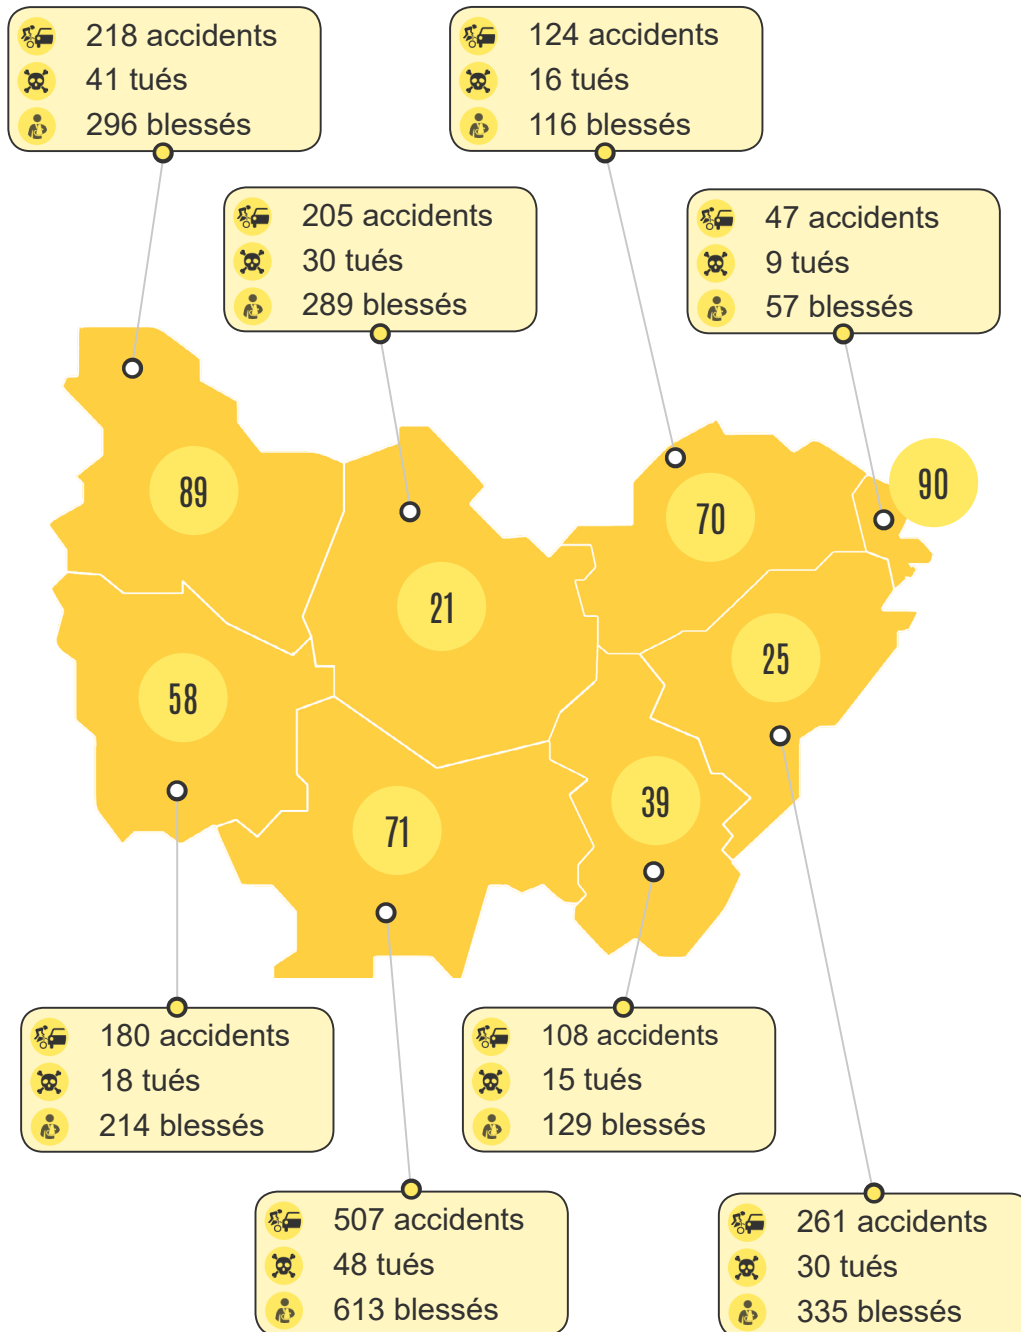 218 accidents
41 tués
296 blessés
124 accidents
16 tués
116 blessés
205 accidents
30 tués
289 blessés
47 accidents
9 tués
57 blessés
89
90
70
21
25
58
39
71
180 accidents
18 tués
214 blessés
108 accidents
15 tués
129 blessés
507 accidents
48 tués
613 blessés
261 accidents
30 tués
335 blessés